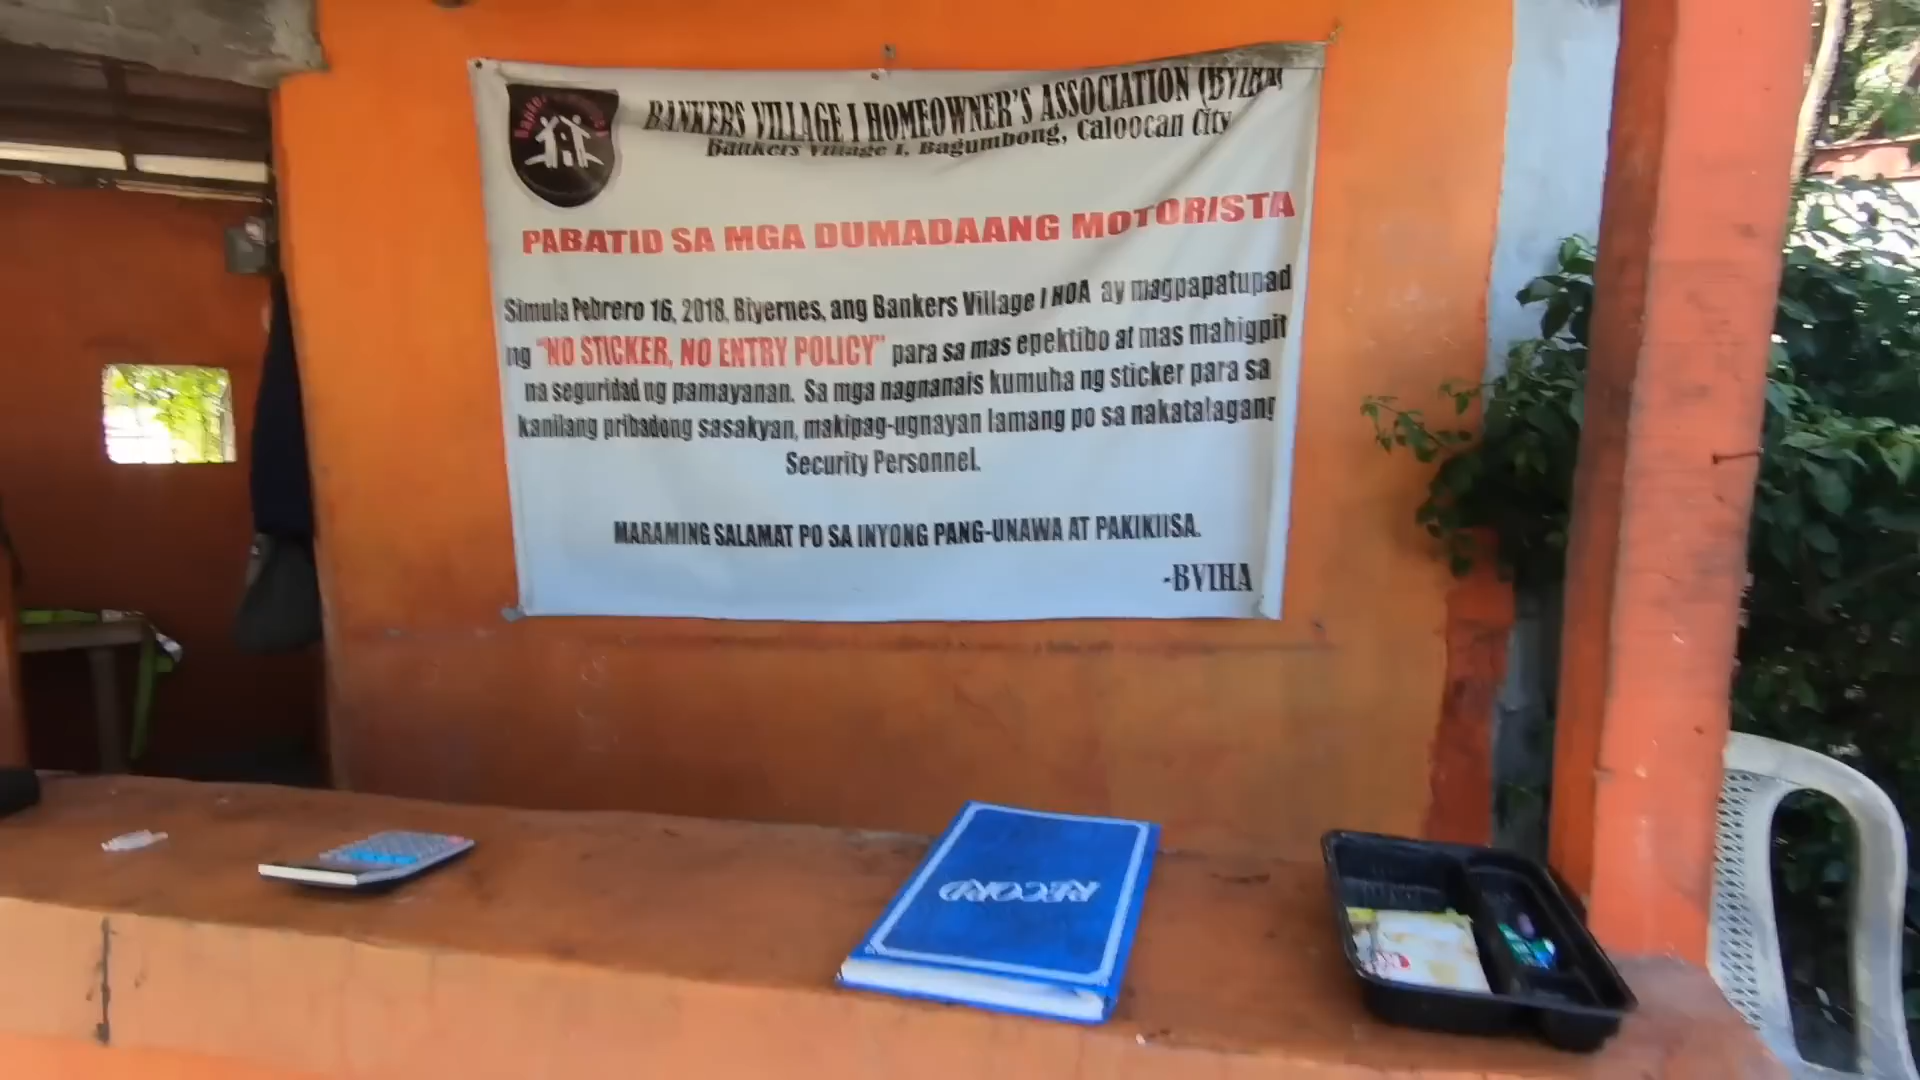 BANKERS VILLAGE I HOMEOWNER'S ASSOCIATION (BVIHA)
Bankers Village I, Bagumbong, Caloocan City
PABATID SA MGA DUMADAANG MOTORISTA
Simula Pebrero 16, 2018, Biyernes, ang Bankers Village I HOA ay magpapatupad
ng "NO STICKER, NO ENTRY POLICY" para sa mas epektibo at mas mahigpit
na seguridad ng pamayanan. Sa mga nagnanais kumuha ng sticker para sa
kanilang pribadong sasakyan, makipag-ugnayan lamang po sa nakatalagang
Security Personnel.
MARAMING SALAMAT PO SA INYONG PANG-UNAWA AT PAKIKIISA.
-BVIHA
RECORD